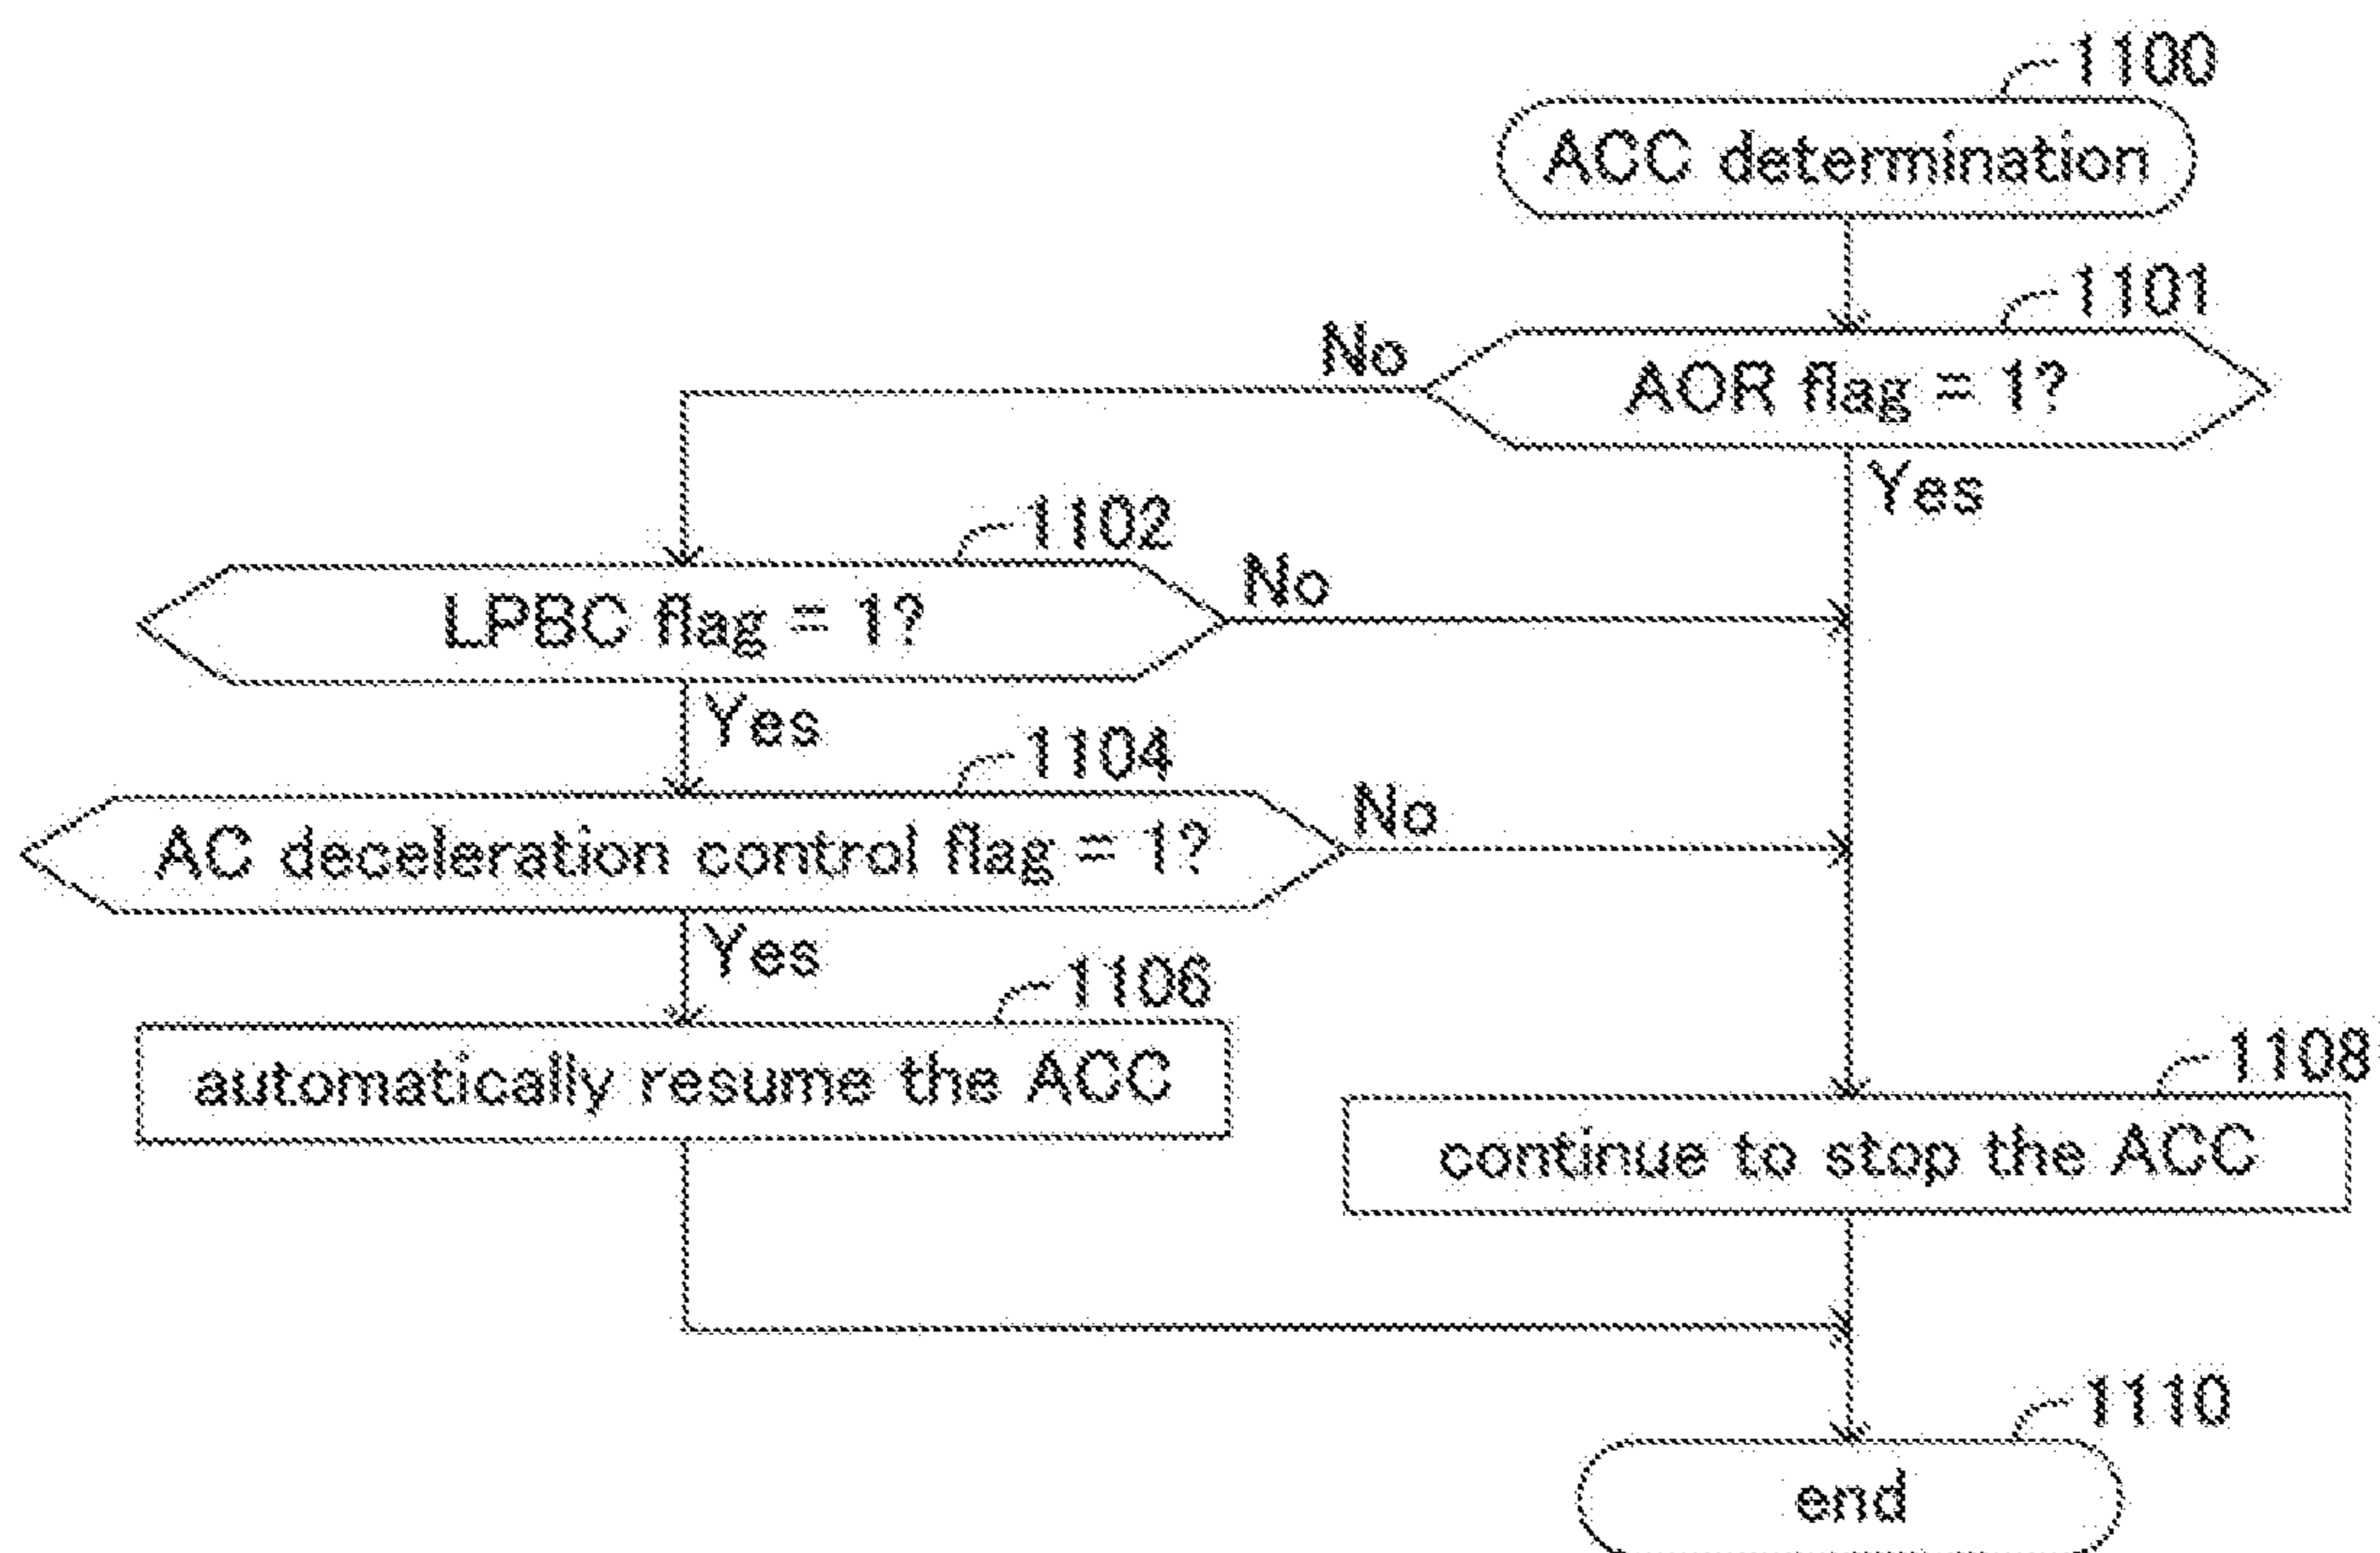 1100
ACC determination
1101
No
AOR flag = 1?
Yes
1102
No
LPBC flag = 1?
Yes
1104
No
AC deceleration control flag = 1?
Yes
1106
automatically resume the ACC
1108
continue to stop the ACC
1110
end